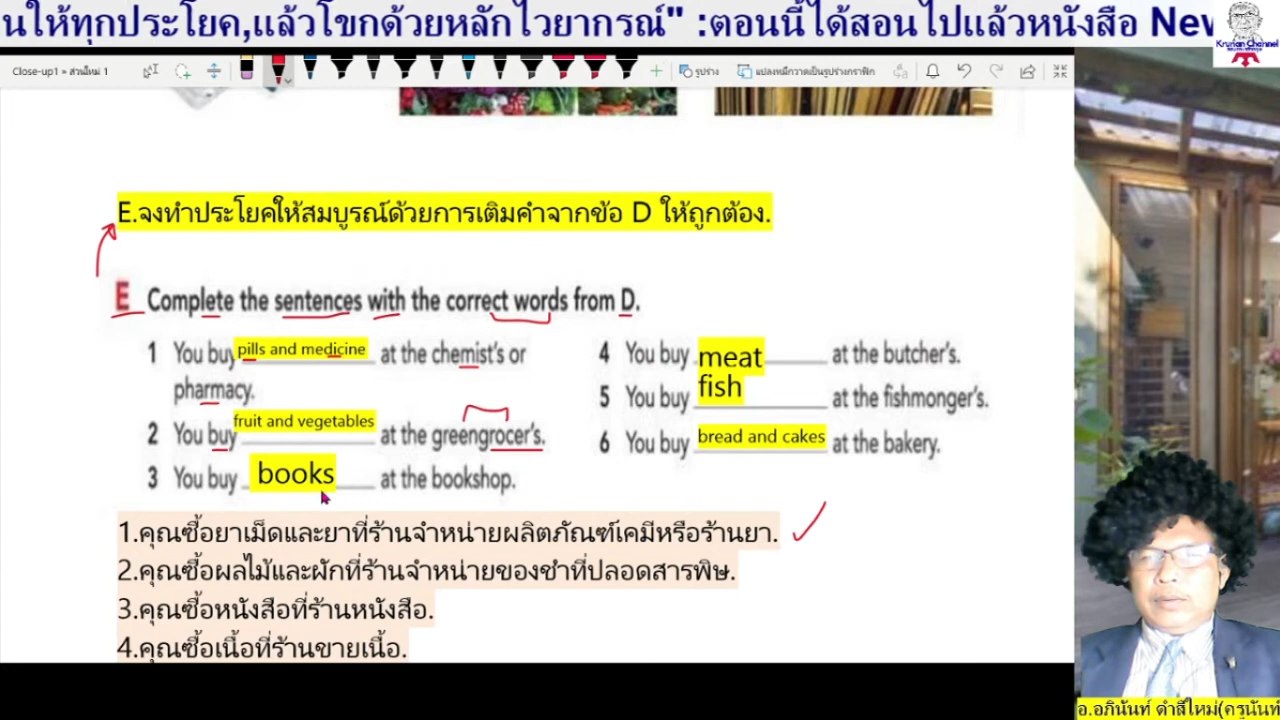 นให้ทุกประโยค,แล้วโขกด้วยหลักไวยากรณ์" :ตอนนี้ได้สอนไปแล้วหนังสือ Nev
Krunan Channel
Close-up1 » ส่วนใหม่ 1
รูปร่าง
แปลงหมึกวาดเป็นรูปร่างกราฟิก
E.จงทำประโยคให้สมบูรณ์ด้วยการเติมคำจากข้อ D ให้ถูกต้อง.
E Complete the sentences with the correct words from D.
1 You buy pills and medicine at the chemist's or
pharmacy.
2 You buy fruit and vegetables at the greengrocer's.
3 You buy books at the bookshop.
4 You buy meat at the butcher's.
5 You buy fish at the fishmonger's.
6 You buy bread and cakes at the bakery.
1.คุณซื้อยาเม็ดและยาที่ร้านจำหน่ายผลิตภัณฑ์เคมีหรือร้านยา.
2.คุณซื้อผลไม้และผักที่ร้านจำหน่ายของชำที่ปลอดสารพิษ.
3.คุณซื้อหนังสือที่ร้านหนังสือ.
4.คุณซื้อเนื้อที่ร้านขายเนื้อ.
อ.อภินันท์ คำสีใหม่(ครูนันท์